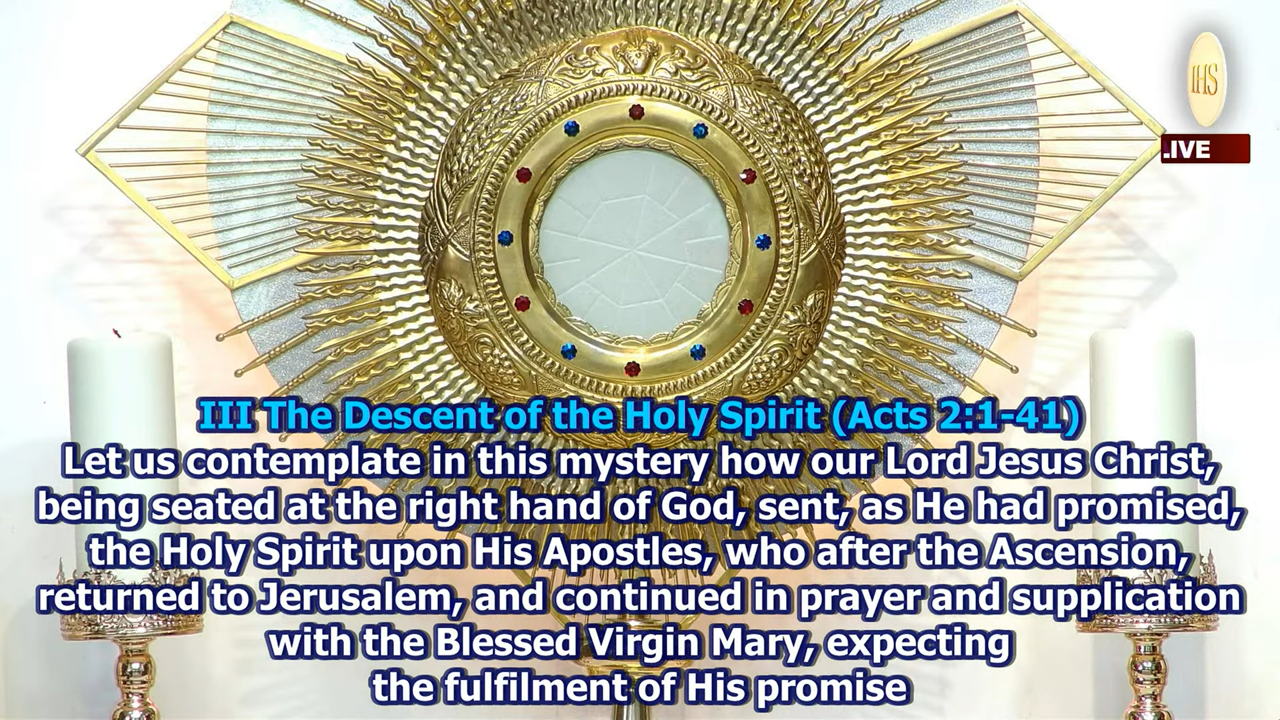 IHS
.IVE
III The Descent of the Holy Spirit (Acts 2:1-41)
Let us contemplate in this mystery how our Lord Jesus Christ,
being seated at the right hand of God, sent, as He had promised,
the Holy Spirit upon His Apostles, who after the Ascension,
returned to Jerusalem, and continued in prayer and supplication
with the Blessed Virgin Mary, expecting
the fulfilment of His promise